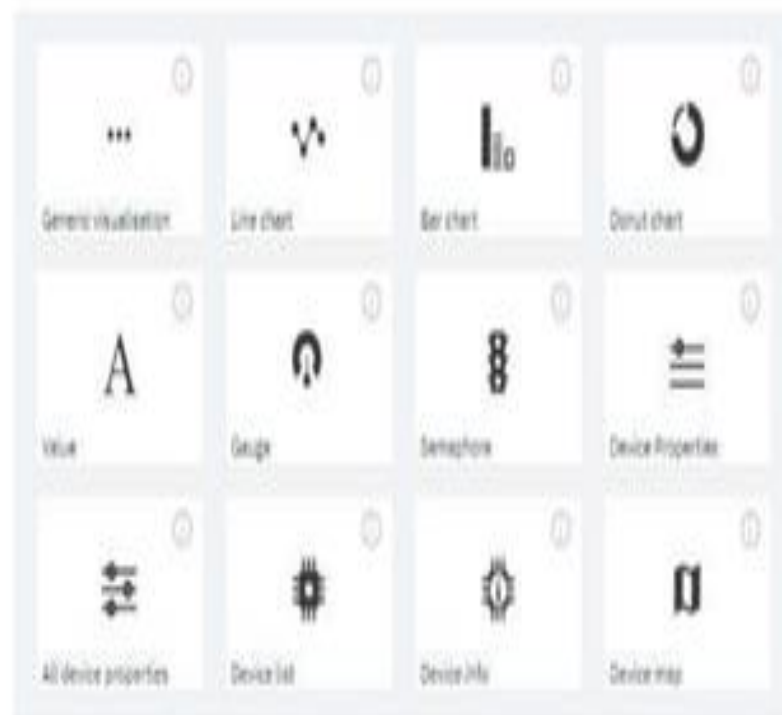 Generic visualisation
Line chart
Bar chart
Donut chart
A
Value
Gauge
Semaphore
Device Properties
All device properties
Device list
Device info
Device map